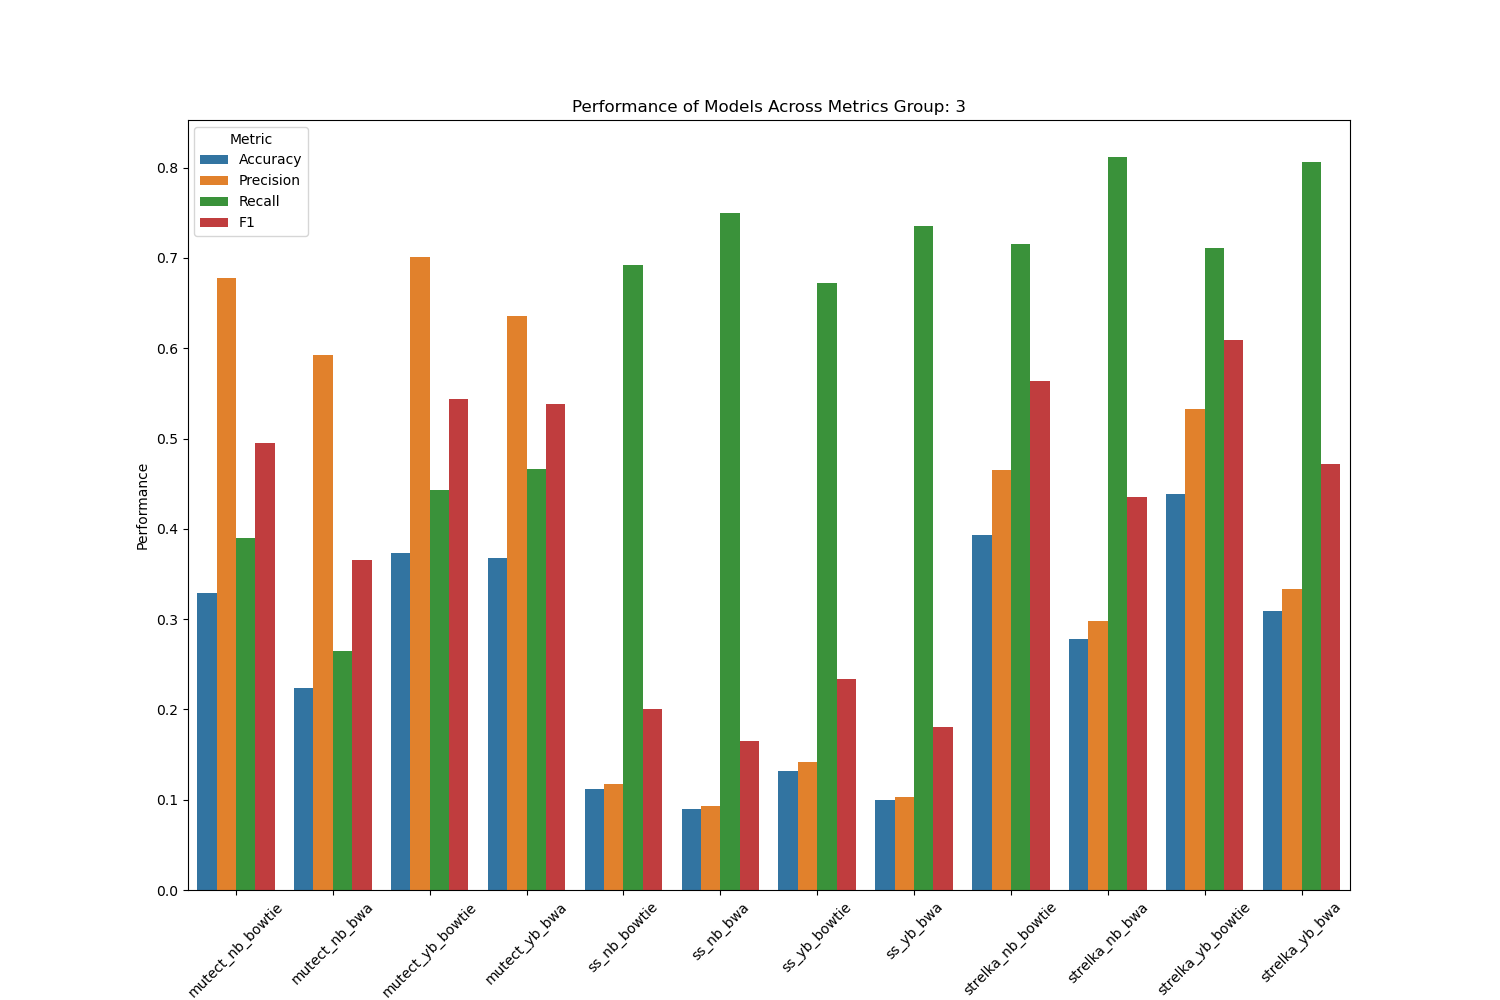 Performance of Models Across Metrics Group: 3
Metric
Accuracy
Precision
Recall
F1
Performance
0.8
0.7
0.6
0.5
0.4
0.3
0.2
0.1
0.0
mutect_nb_bowtie
mutect_nb_bwa
mutect_yb_bowtie
mutect_yb_bwa
ss_nb_bowtie
ss_nb_bwa
ss_yb_bowtie
ss_yb_bwa
strelka_nb_bowtie
strelka_nb_bwa
strelka_yb_bowtie
strelka_yb_bwa